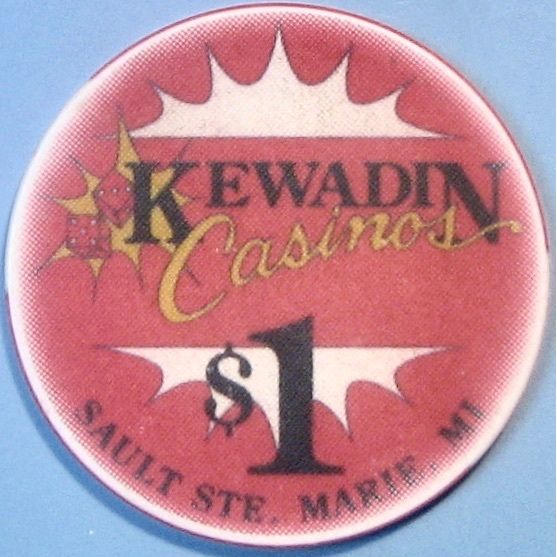 KEWADIN
Casinos
$1
SAULT STE. MARIE, MI